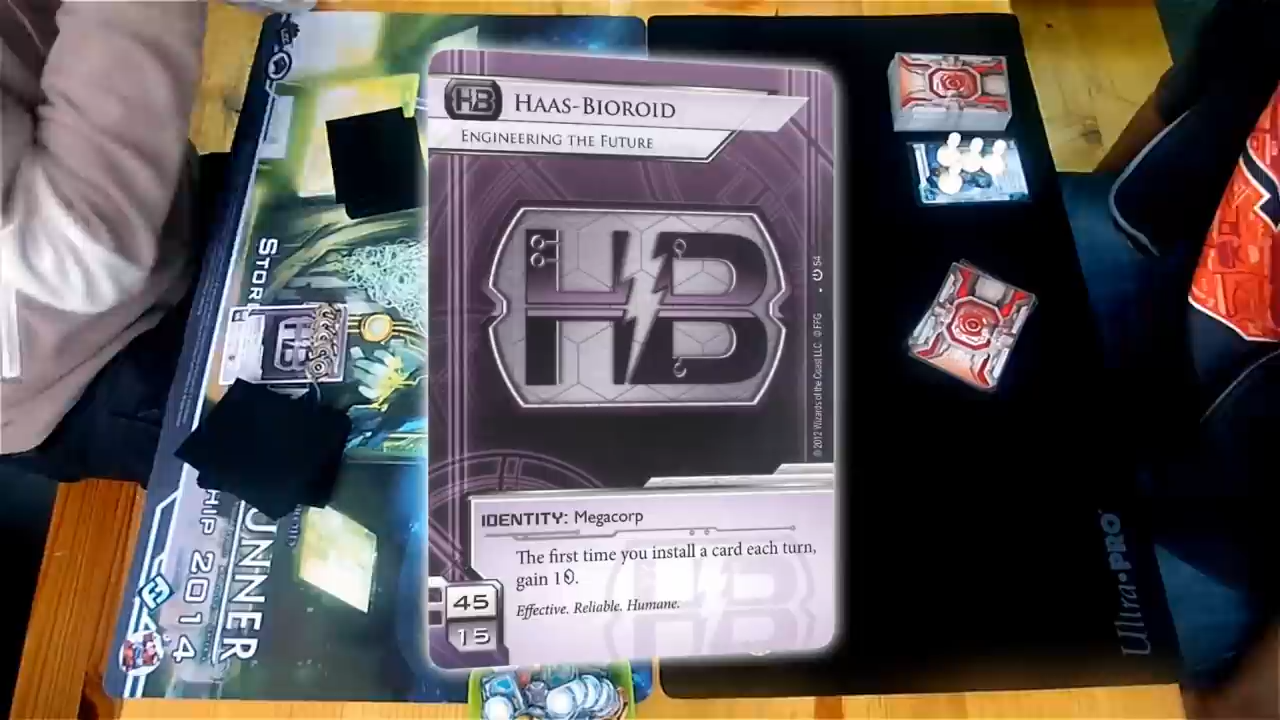 HB HAAS-BIOROID
ENGINEERING THE FUTURE
HB
© 2012 Wizards of the Coast LLC. © FFG 54
IDENTITY: Megacorp
The first time you install a card each turn,
gain 1.
Effective. Reliable. Humane.
45
15
STOR
HIP 2014
UNNER
HB
Ultra•PRO